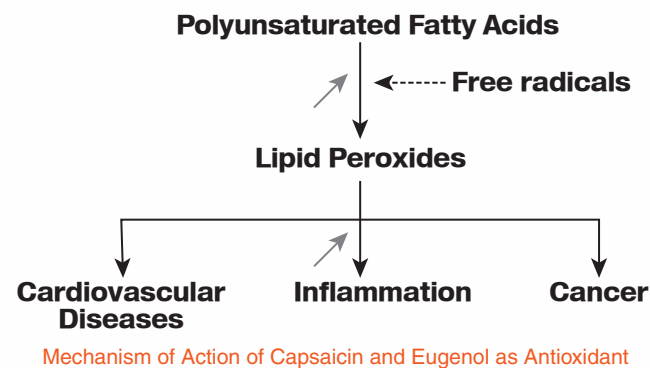 Polyunsaturated Fatty Acids
Free radicals
Lipid Peroxides
Cardiovascular
Diseases
Inflammation
Cancer
Mechanism of Action of Capsaicin and Eugenol as Antioxidant